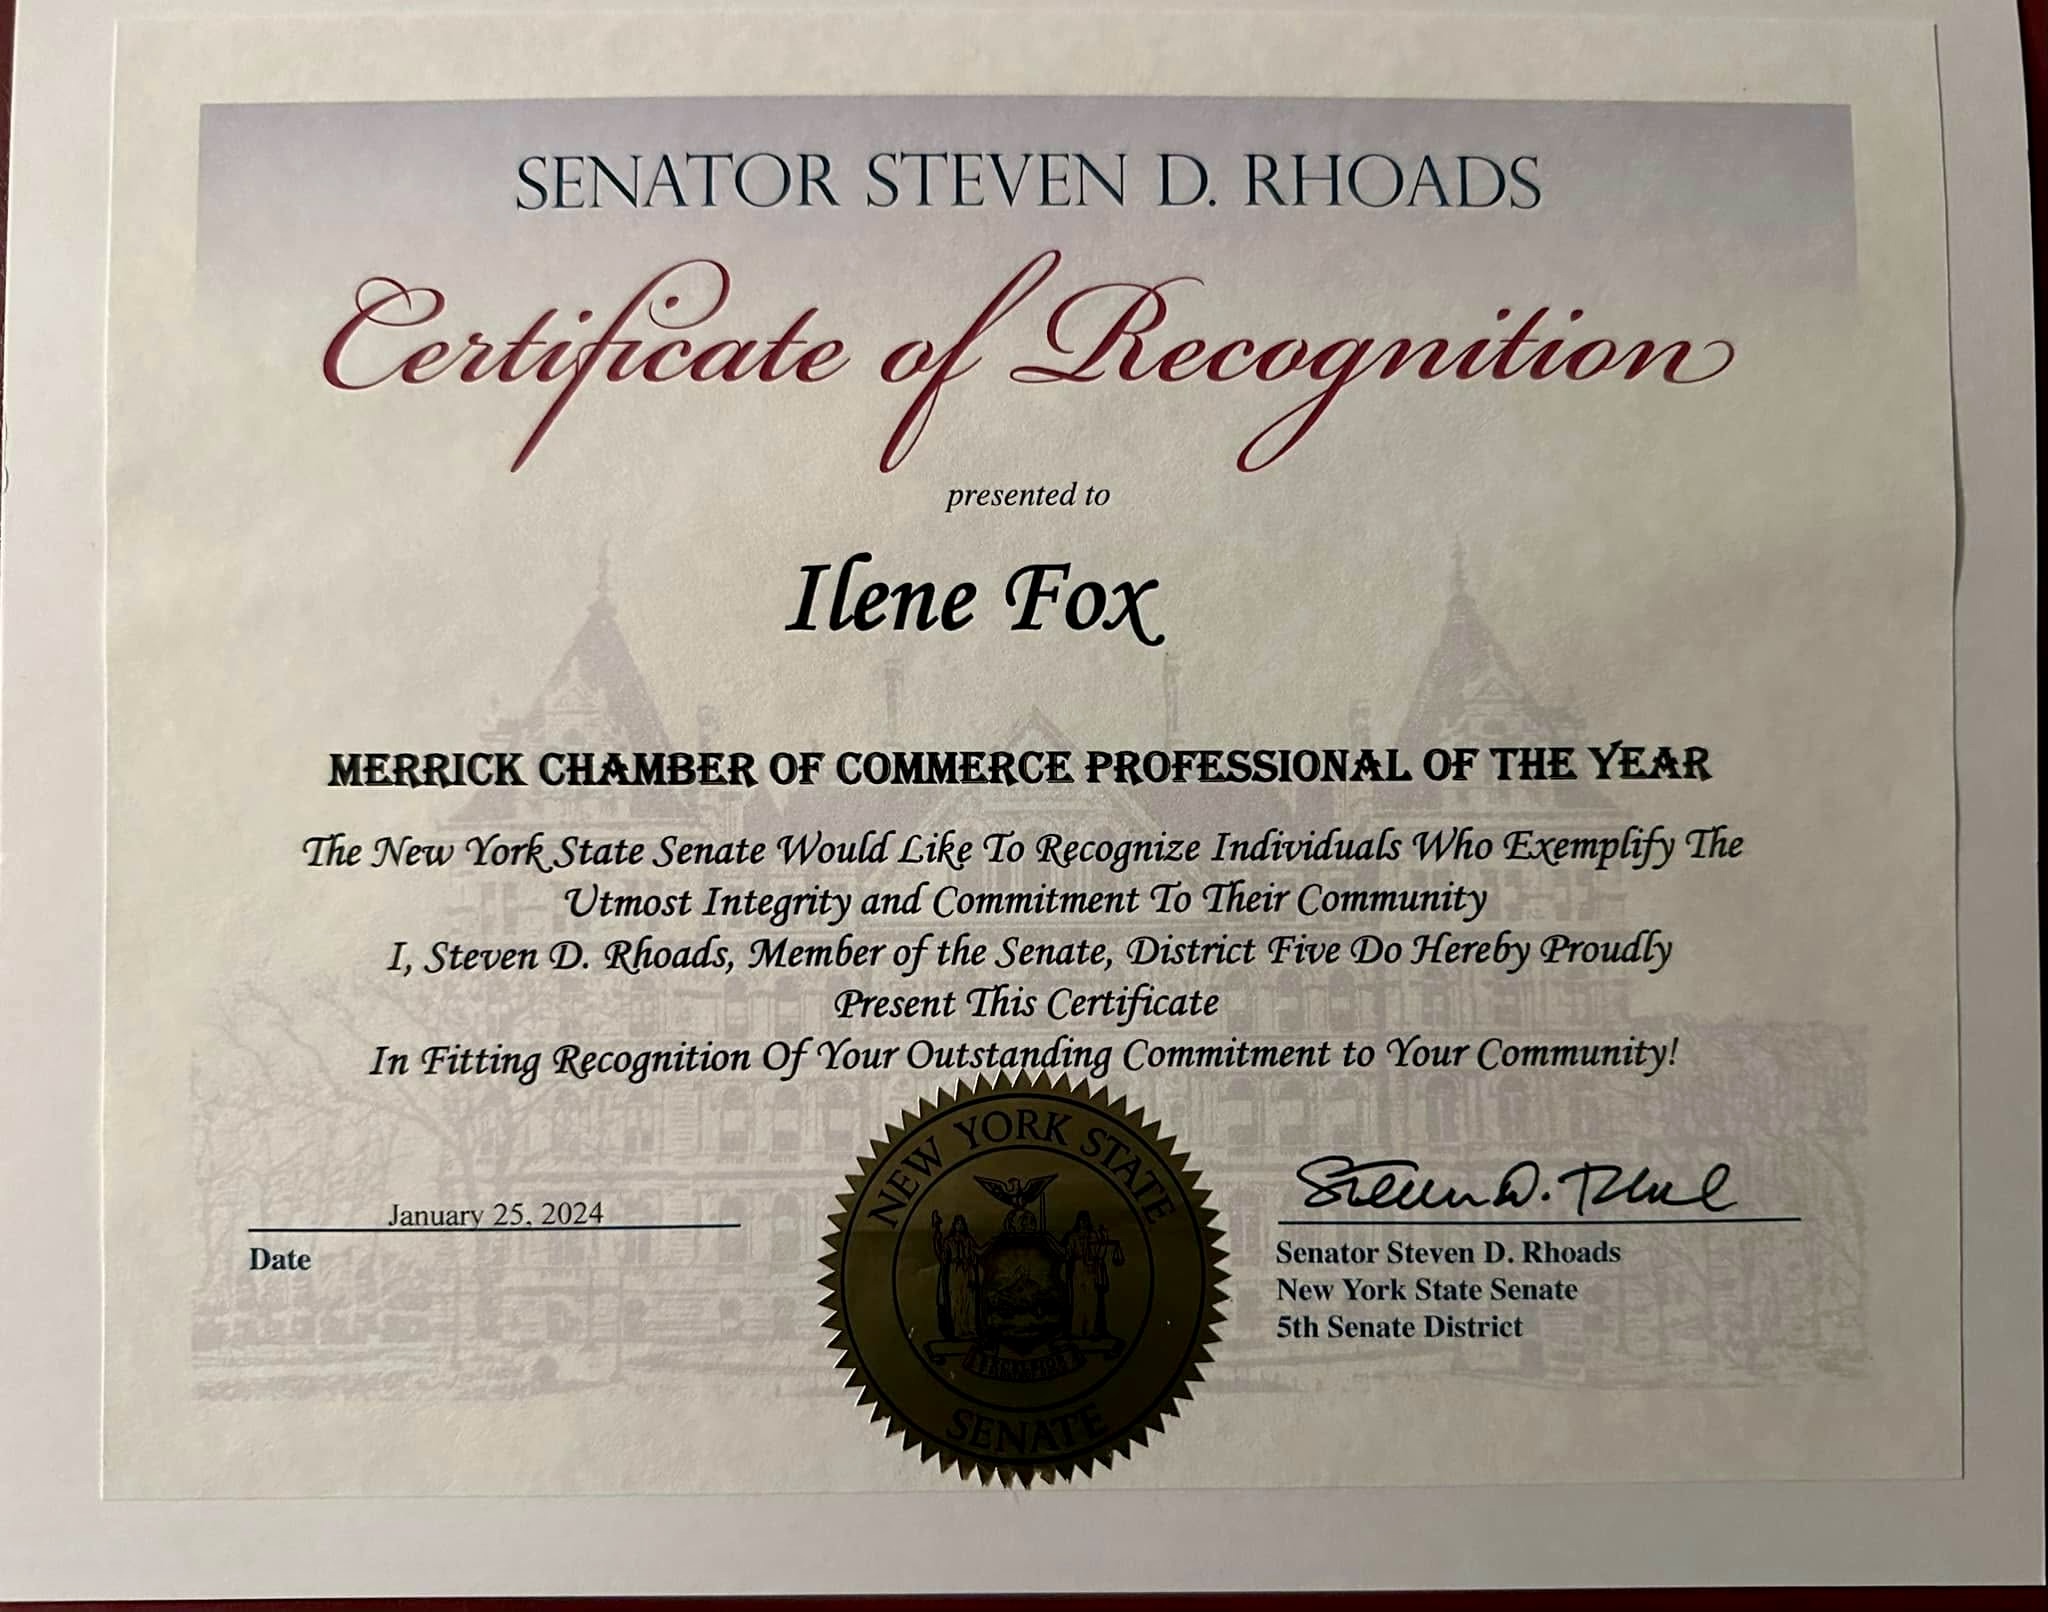 SENATOR STEVEN D. RHOADS
Certificate of Recognition
presented to
Ilene Fox
MERRICK CHAMBER OF COMMERCE PROFESSIONAL OF THE YEAR
The New York State Senate Would Like To Recognize Individuals Who Exemplify The
Utmost Integrity and Commitment To Their Community
I, Steven D. Rhoads, Member of the Senate, District Five Do Hereby Proudly
Present This Certificate
In Fitting Recognition Of Your Outstanding Commitment to Your Community!
NEW YORK STATE
EXCELSIOR
SENATE
January 25, 2024
Date
Steven D. Rhoads
Senator Steven D. Rhoads
New York State Senate
5th Senate District